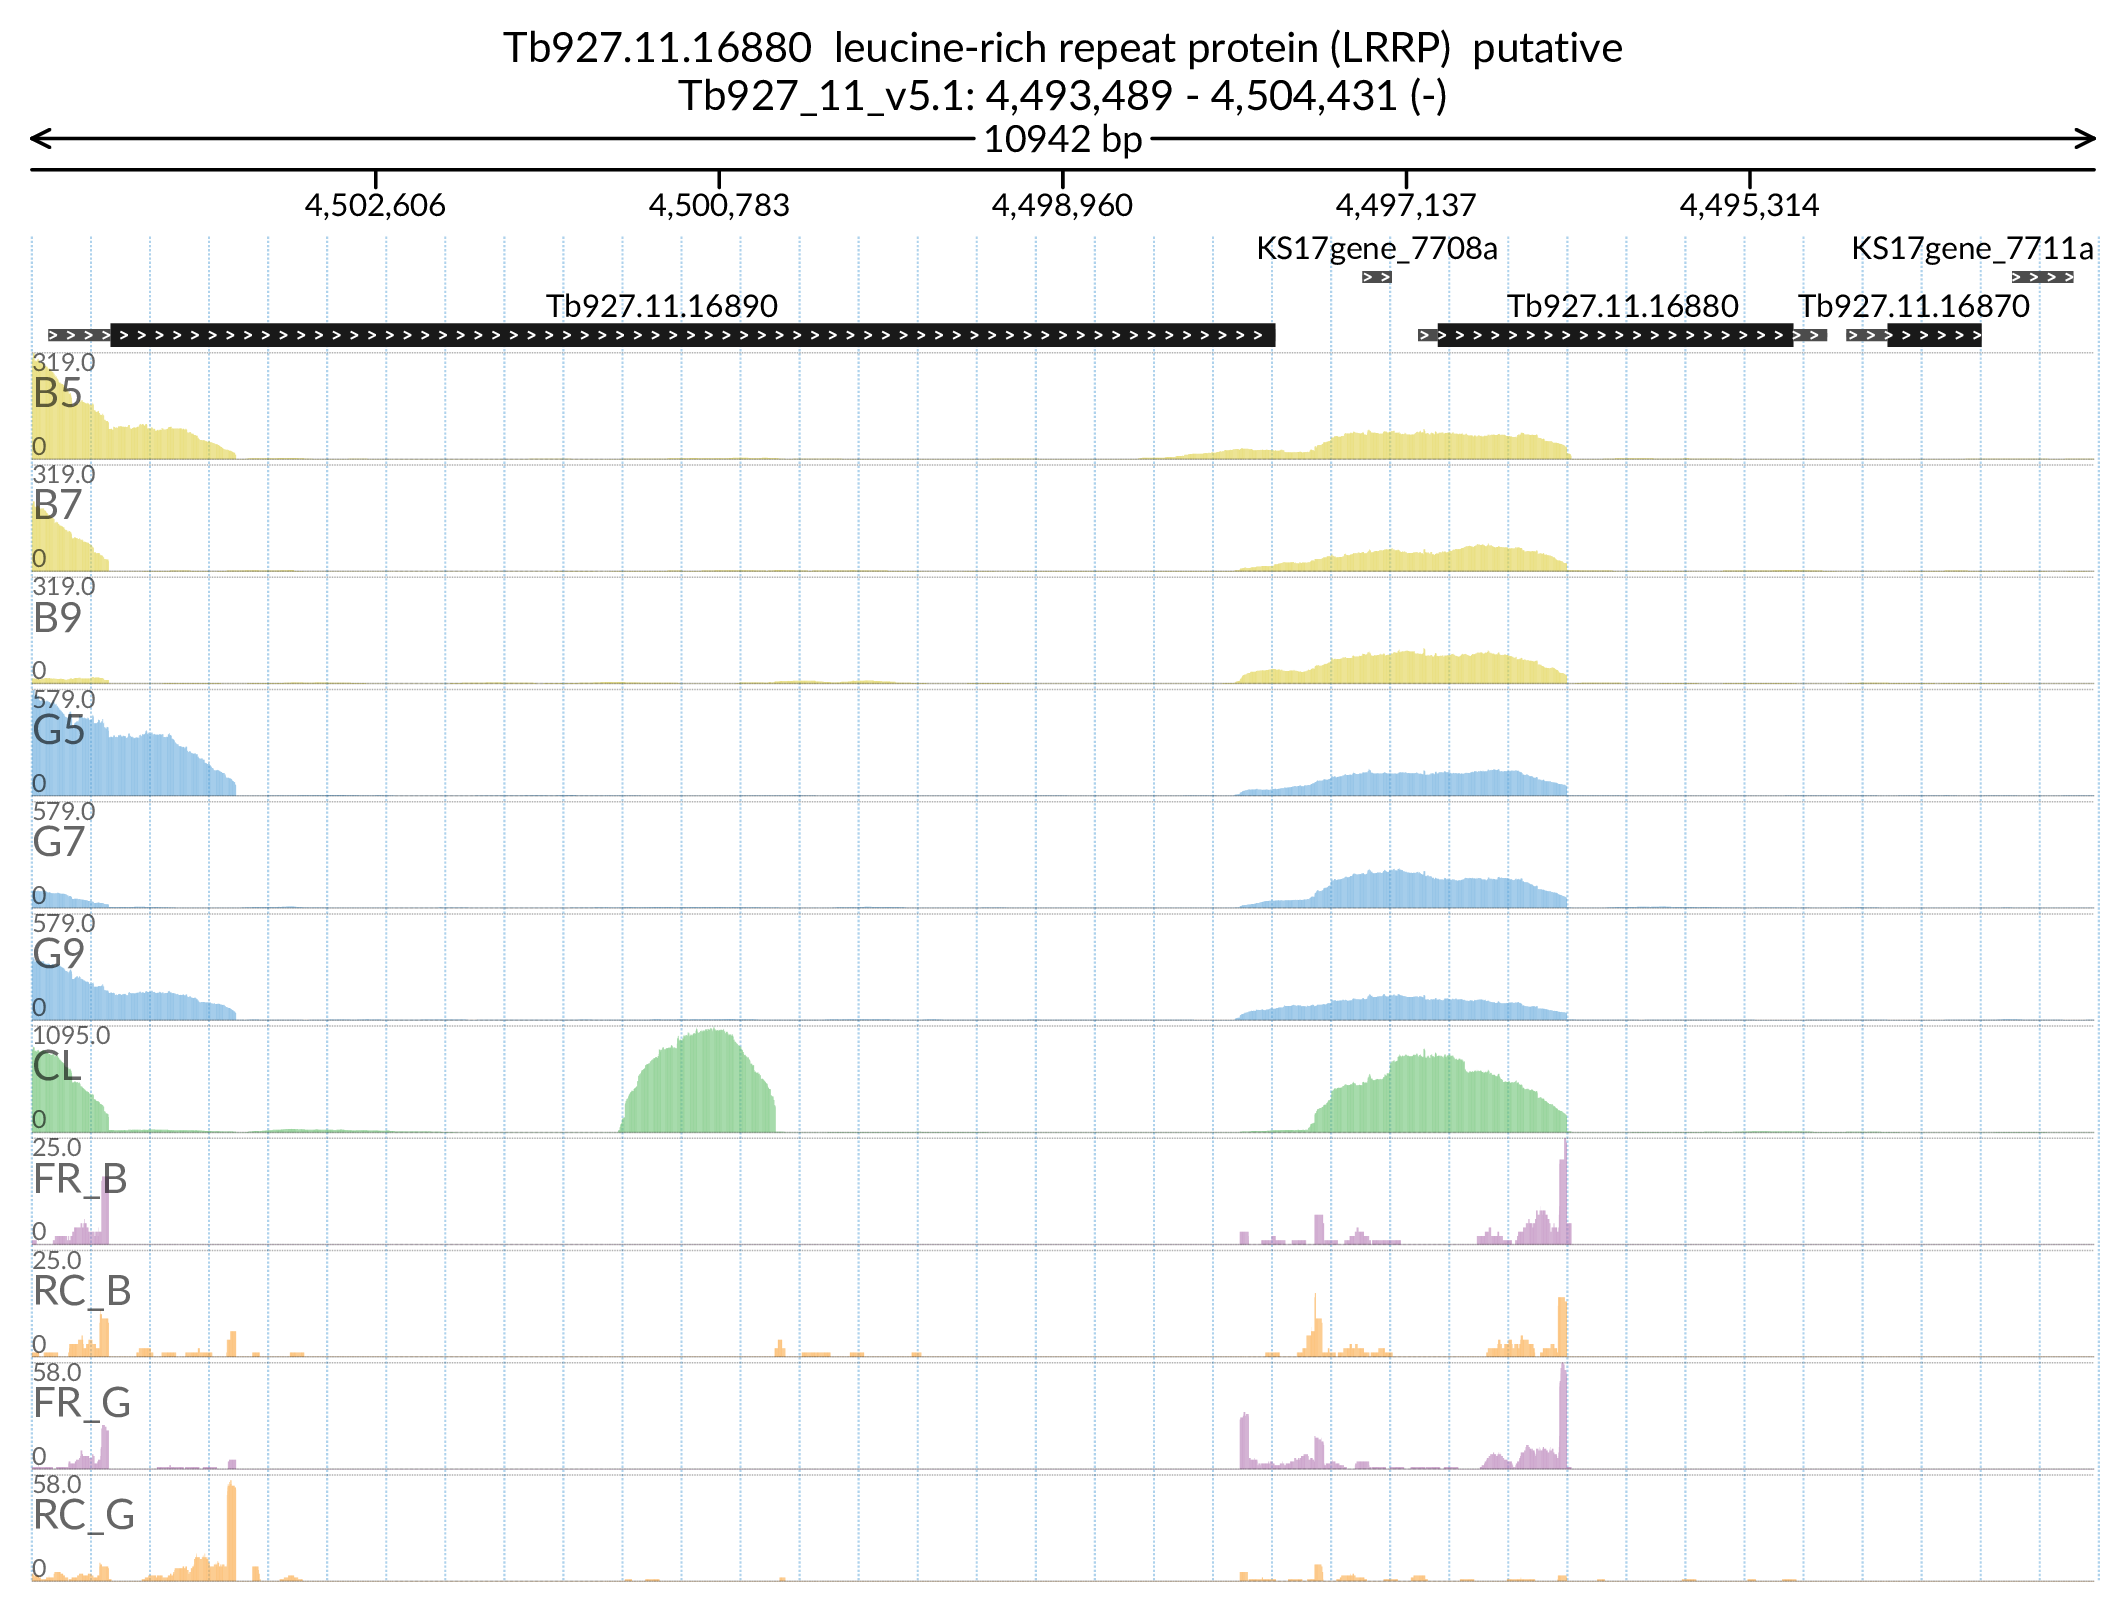 Tb927.11.16880 leucine-rich repeat protein (LRRP) putative
Tb927_11_v5.1: 4,493,489 - 4,504,431 (-)
10942 bp
4,502,606 4,500,783 4,498,960 4,497,137 4,495,314
KS17gene_7708a KS17gene_7711a
Tb927.11.16890 Tb927.11.16880 Tb927.11.16870
319.0
B5
0
319.0
B7
0
319.0
B9
0
579.0
G5
0
579.0
G7
0
579.0
G9
0
1095.0
CL
0
25.0
FR_B
0
25.0
RC_B
0
58.0
FR_G
0
58.0
RC_G
0